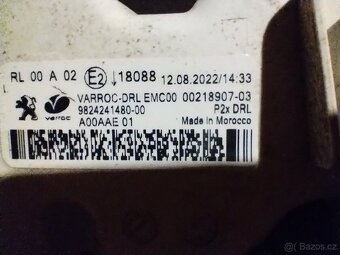 RL 00 A 02 E2 ↓18088 12.08.2022/14:33
L
VARROC-DRL EMC00 00218907-03
9824241480-00 P2x DRL
varroc
A00AAE 01 Made in Morocco
Sbazoš.cz